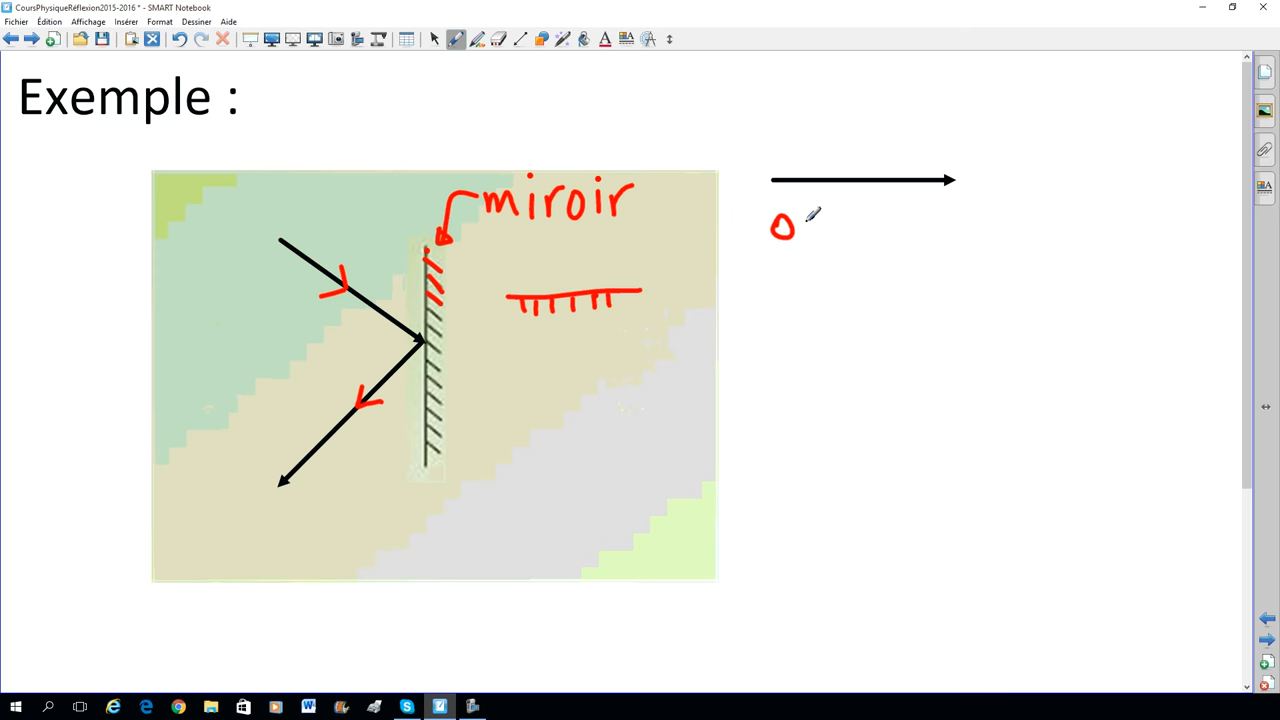 CoursPhysiqueRéflexion2015-2016 * - SMART Notebook
Fichier Édition Affichage Insérer Format Dessiner Aide
Exemple :
miroir
o